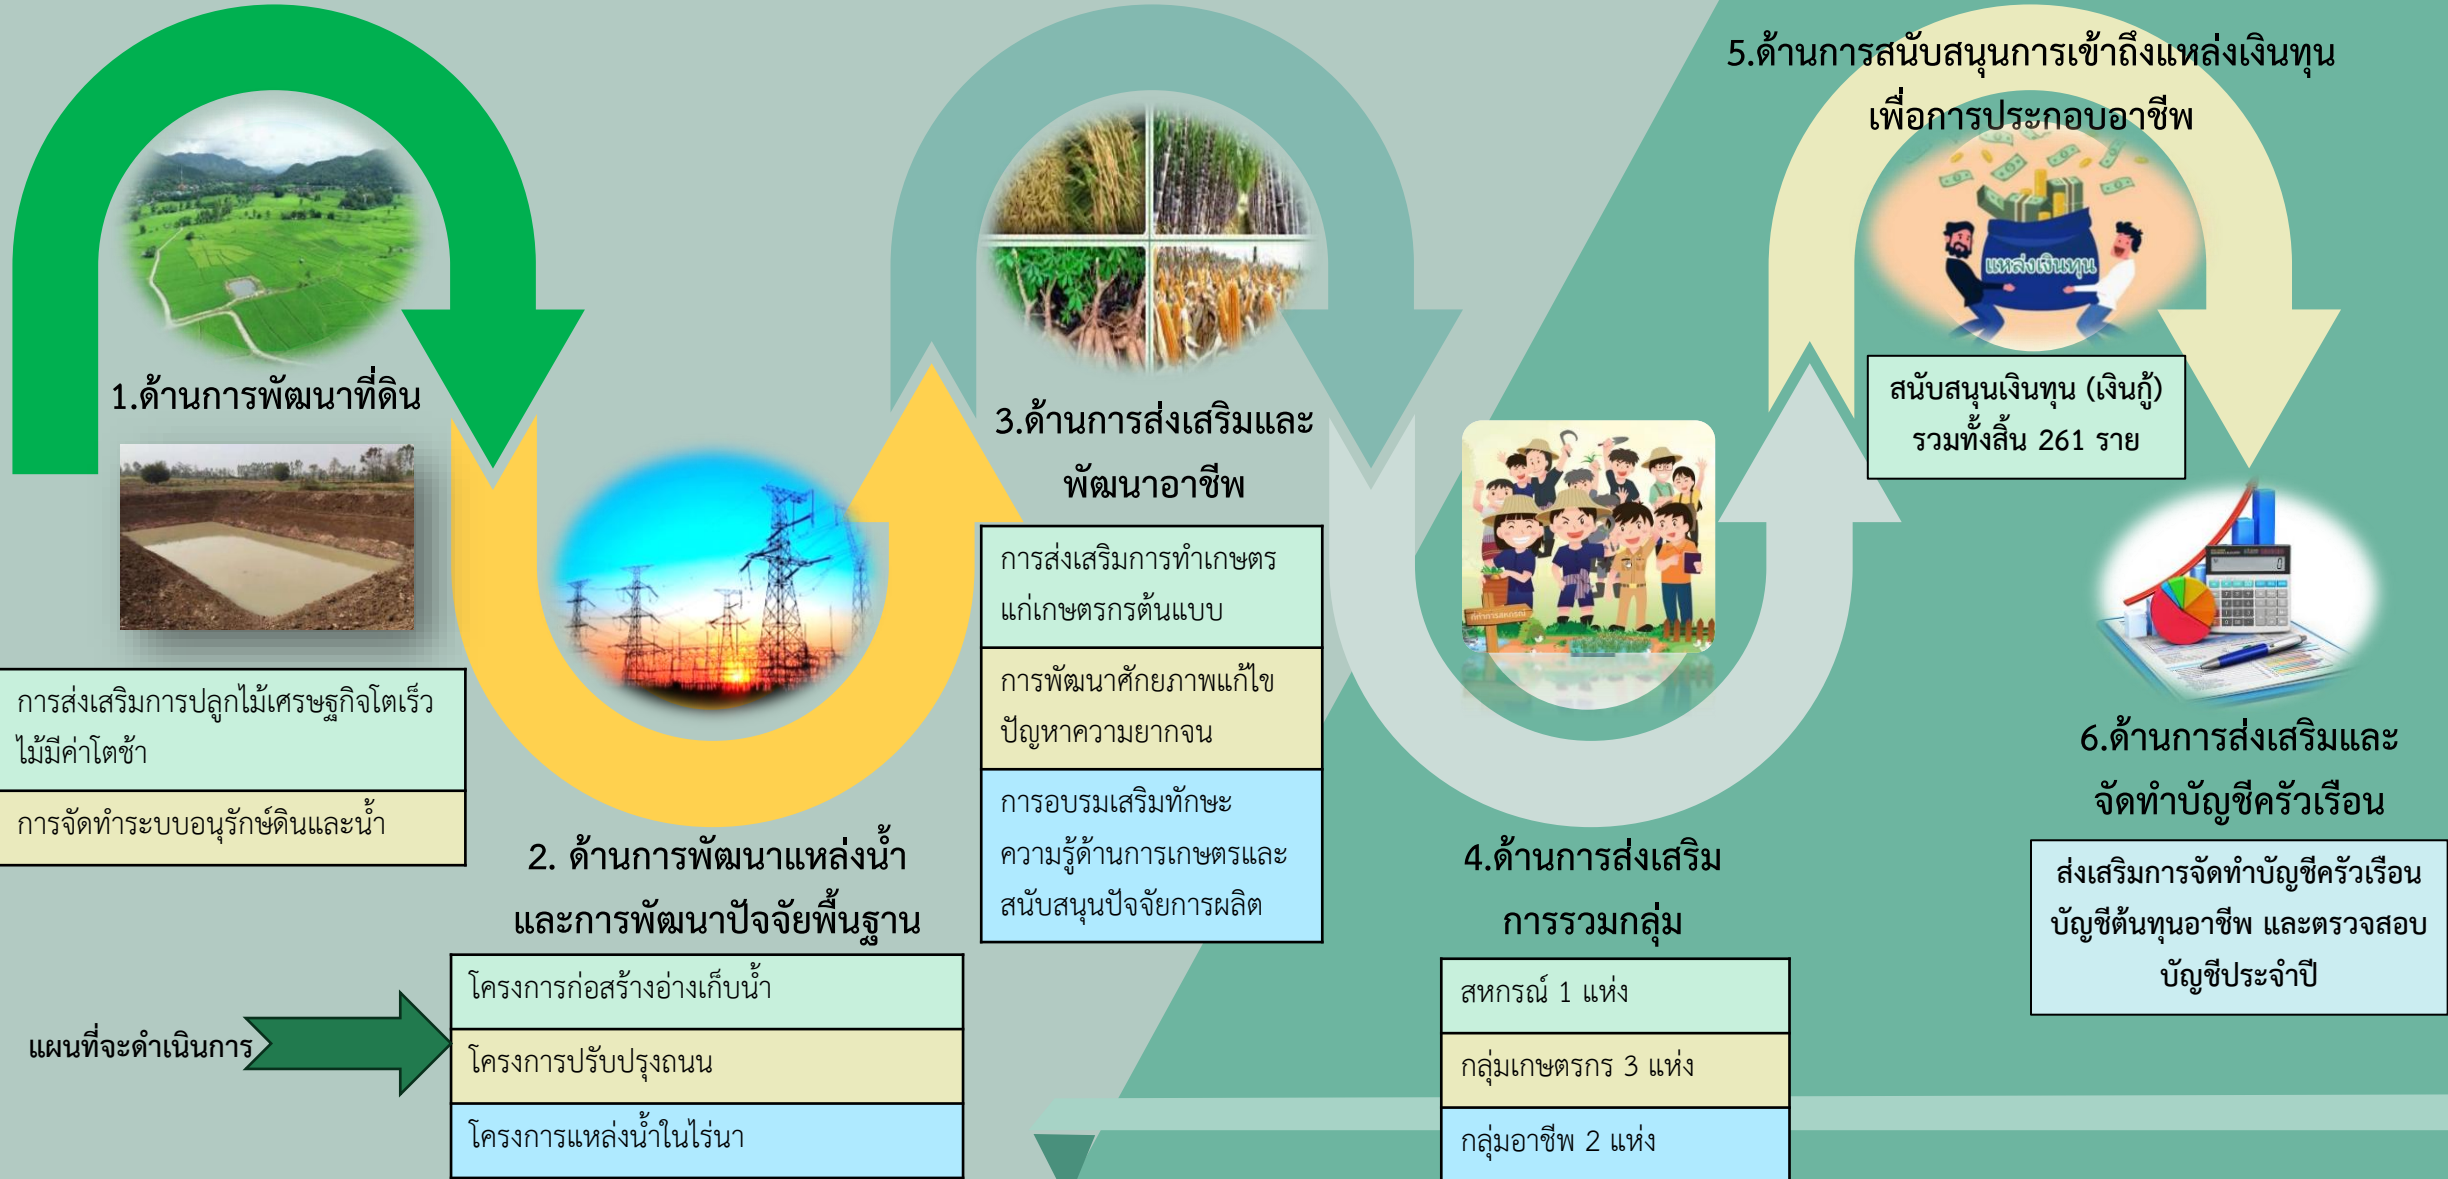 1.ด้านการพัฒนาที่ดิน
การส่งเสริมการปลูกไม้เศรษฐกิจโตเร็ว
ไม้มีค่าโตช้า
การจัดทำระบบอนุรักษ์ดินและน้ำ
2. ด้านการพัฒนาแหล่งน้ำ
และการพัฒนาปัจจัยพื้นฐาน
แผนที่จะดำเนินการ
โครงการก่อสร้างอ่างเก็บน้ำ
โครงการปรับปรุงถนน
โครงการแหล่งน้ำในไร่นา
3.ด้านการส่งเสริมและ
พัฒนาอาชีพ
การส่งเสริมการทำเกษตร
แก่เกษตรกรต้นแบบ
การพัฒนาศักยภาพแก้ไข
ปัญหาความยากจน
การอบรมเสริมทักษะ
ความรู้ด้านการเกษตรและ
สนับสนุนปัจจัยการผลิต
ที่ทำการสหกรณ์
4.ด้านการส่งเสริม
การรวมกลุ่ม
สหกรณ์ 1 แห่ง
กลุ่มเกษตรกร 3 แห่ง
กลุ่มอาชีพ 2 แห่ง
5.ด้านการสนับสนุนการเข้าถึงแหล่งเงินทุน
เพื่อการประกอบอาชีพ
แหล่งเงินทุน
สนับสนุนเงินทุน (เงินกู้)
รวมทั้งสิ้น 261 ราย
6.ด้านการส่งเสริมและ
จัดทำบัญชีครัวเรือน
ส่งเสริมการจัดทำบัญชีครัวเรือน
บัญชีต้นทุนอาชีพ และตรวจสอบ
บัญชีประจำปี